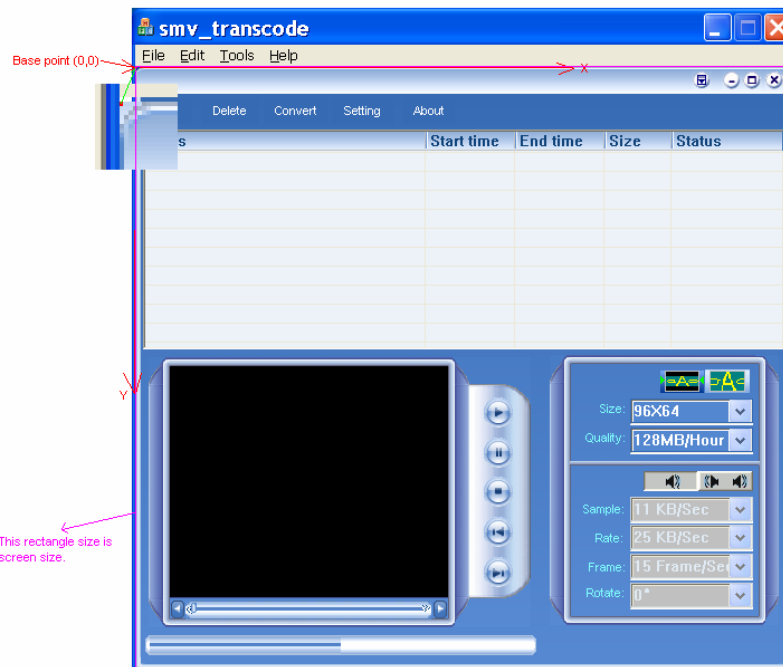 smv_transcode
File Edit Tools Help
Base point (0,0)
X
Delete Convert Setting About
s Start time End time Size Status
Y
A A
Size: 96X64
Quality: 128MB/Hour
Sample: 11 KB/Sec
Rate: 25 KB/Sec
Frame: 15 Frame/Sec
Rotate: 0*
This rectangle size is
screen size.